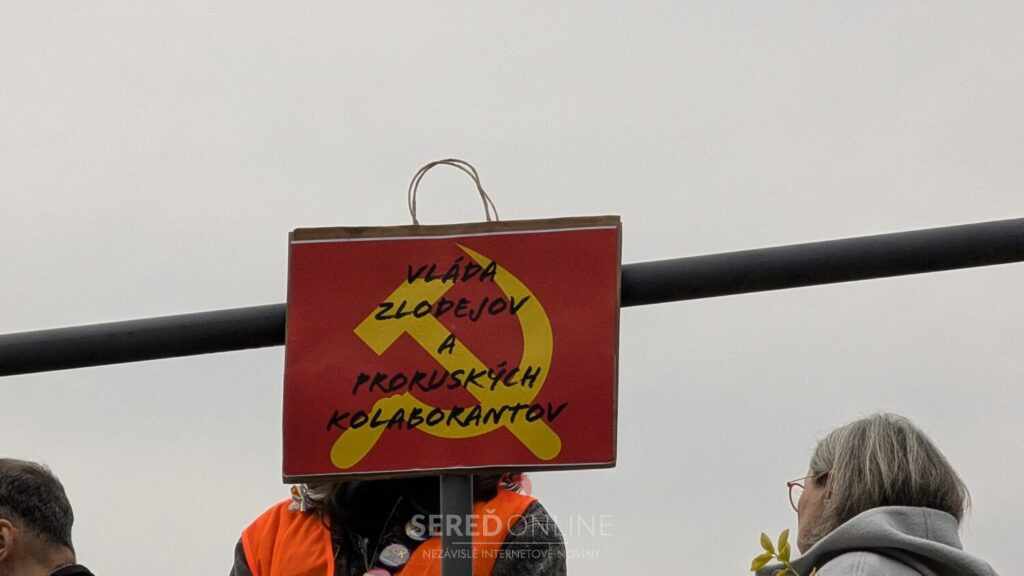 VLÁDA
ZLODEJOV
A
PRORUSKÝCH
KOLABORANTOV
SEREĎONLINE
NEZÁVISLÉ INTERNETOVÉ NOVINY